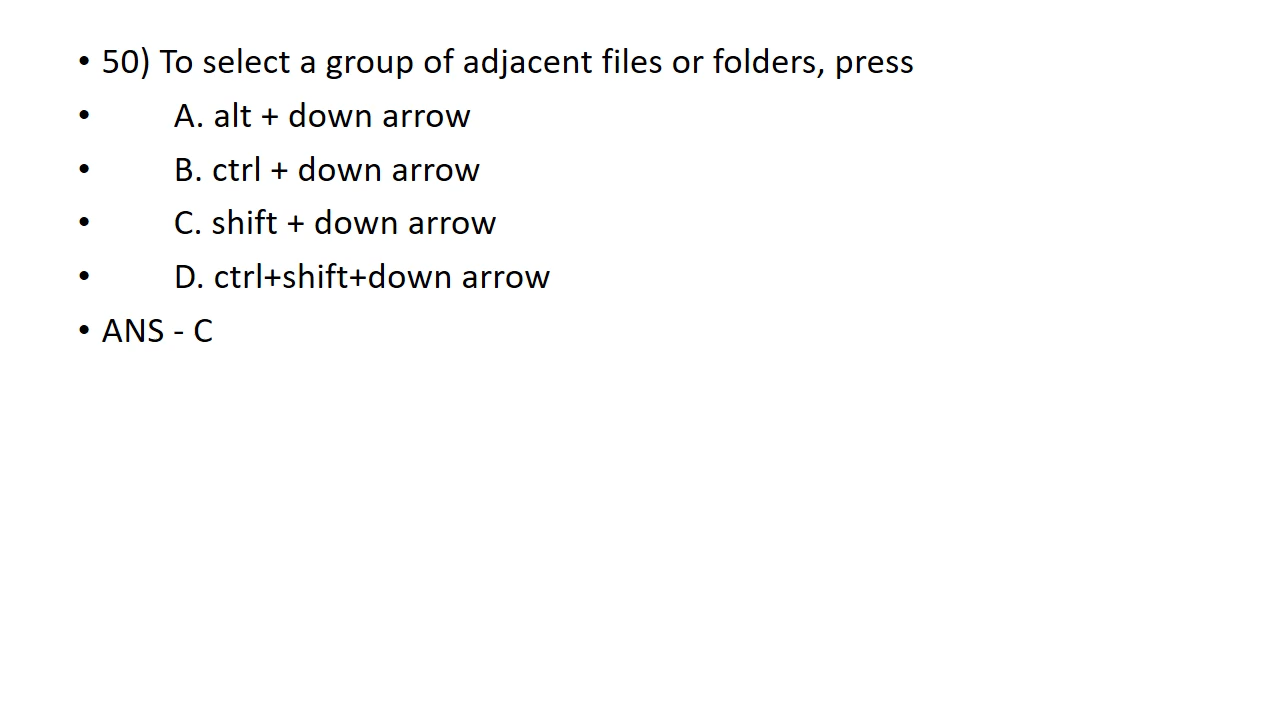 • 50) To select a group of adjacent files or folders, press
• A. alt + down arrow
• B. ctrl + down arrow
• C. shift + down arrow
• D. ctrl+shift+down arrow
• ANS - C